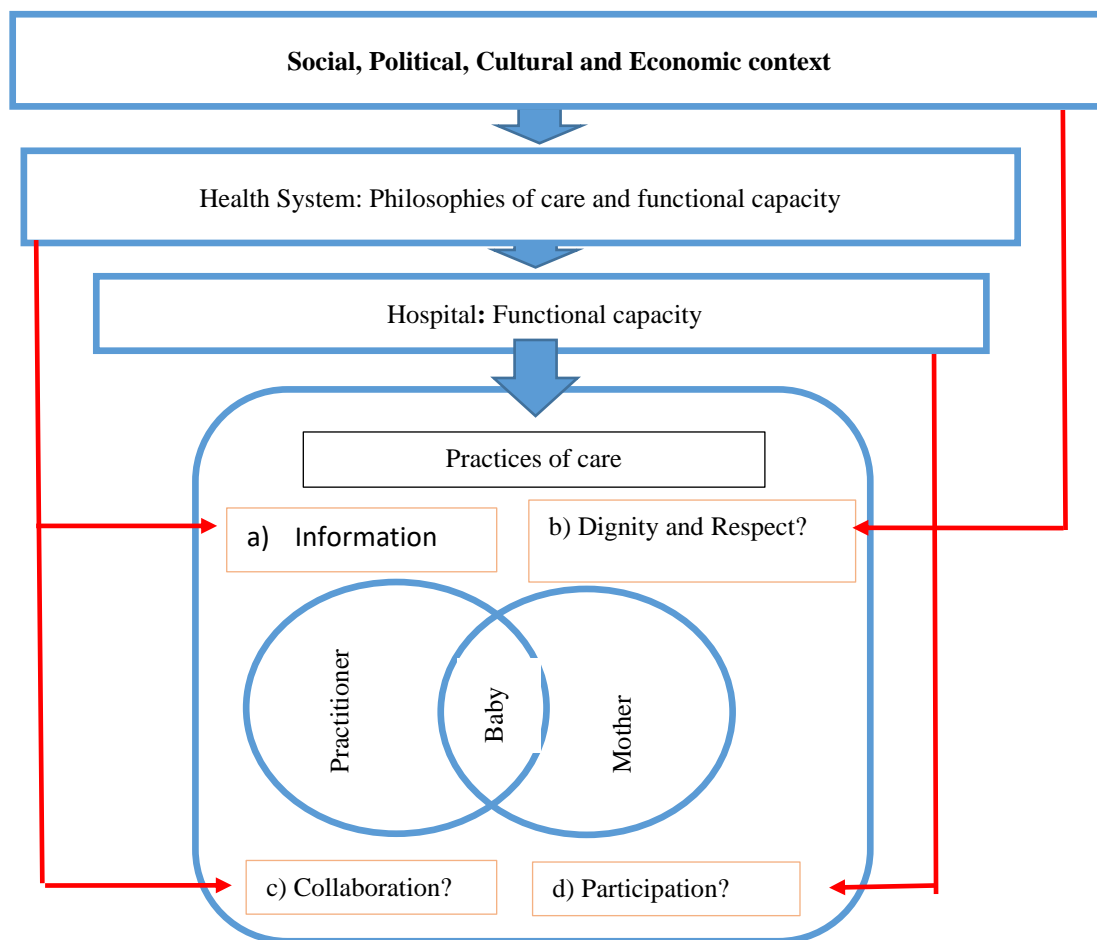 Social, Political, Cultural and Economic context
Health System: Philosophies of care and functional capacity
Hospital: Functional capacity
Practices of care
a) Information
b) Dignity and Respect?
Practitioner
Baby
Mother
c) Collaboration?
d) Participation?